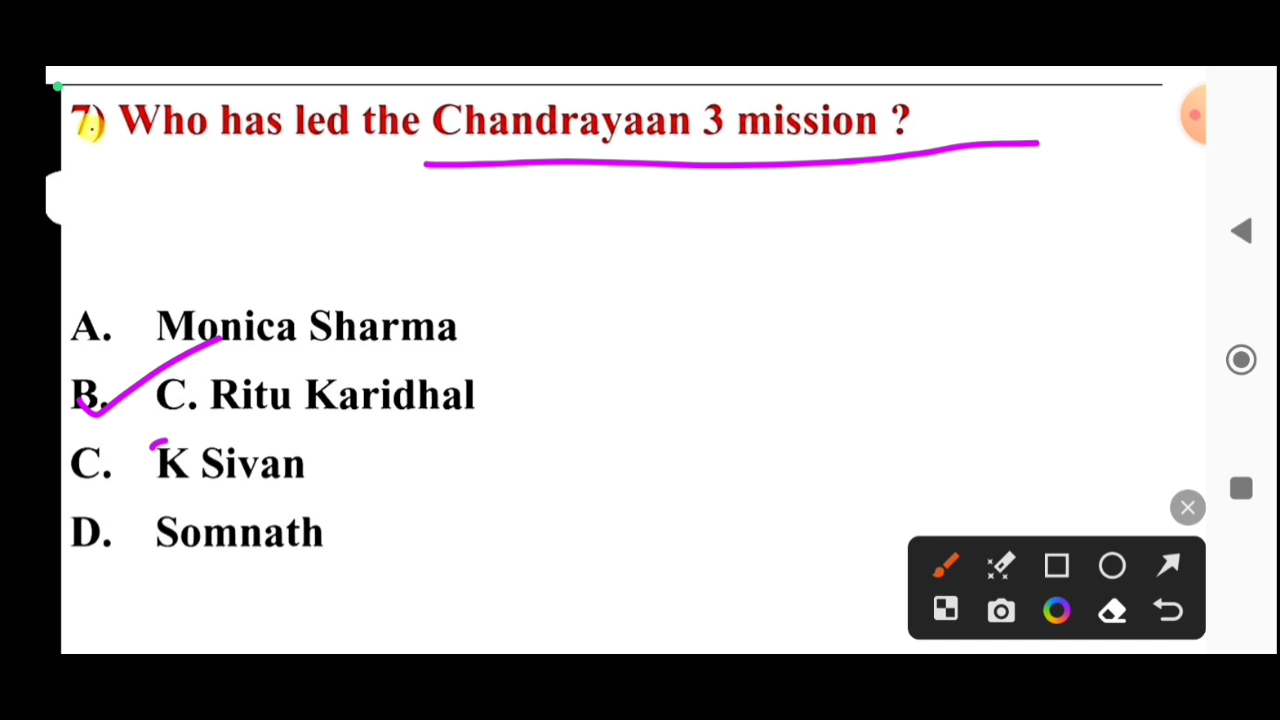 7) Who has led the Chandrayaan 3 mission ?
A. Monica Sharma
B. C. Ritu Karidhal
C. K Sivan
D. Somnath